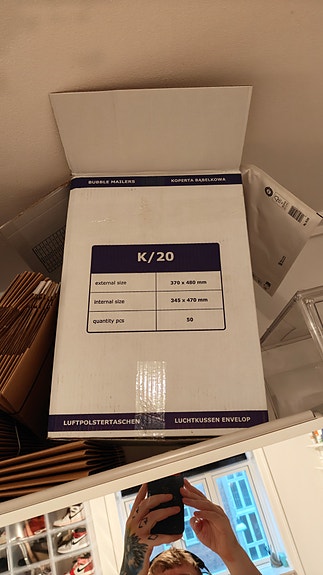 BUBBLE MAILERS KOPERTA BĄBELKOWA
K/20
external size 370 x 480 mm
internal size 345 x 470 mm
quantity pcs 50
LUFTPOLSTERTASCHEN LUCHTKUSSEN ENVELOP